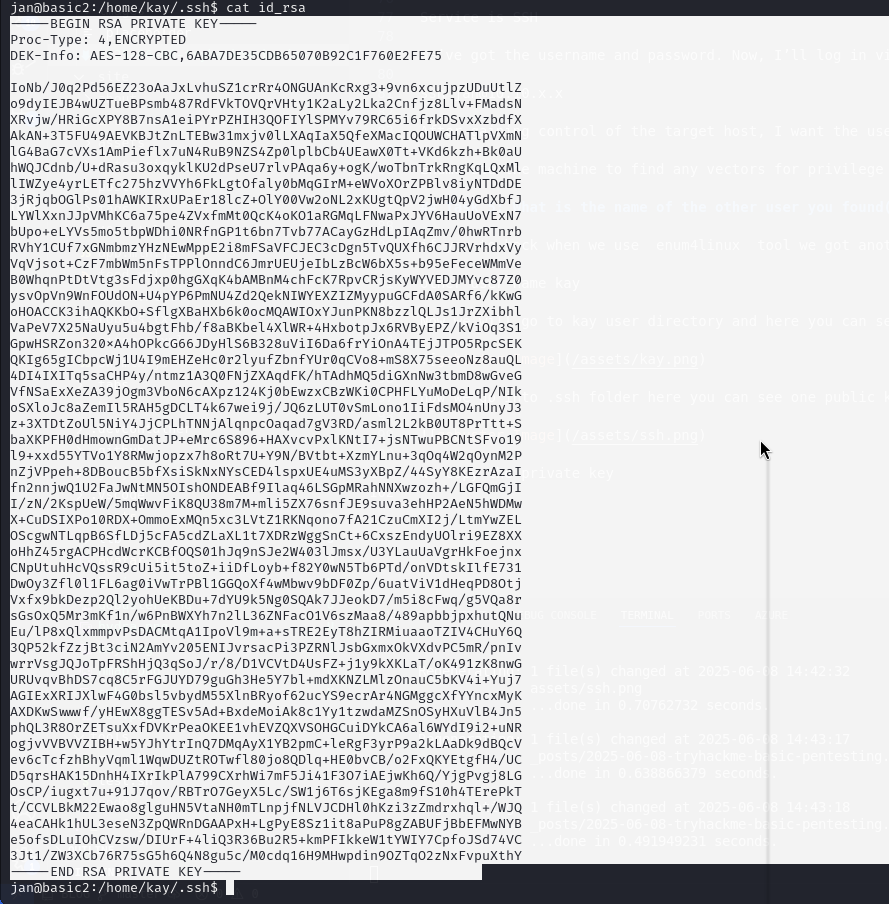 jan@basic2:/home/kay/.ssh$ cat id_rsa
-----BEGIN RSA PRIVATE KEY-----
Proc-Type: 4,ENCRYPTED
DEK-Info: AES-128-CBC,6ABA7DE35CDB65070B92C1F760E2FE75

IoNb/J0q2Pd56EZ23oAaJxLvhuSZ1crRr4ONGUAnKcRxg3+9vn6xcujpzUDuUtlZ
o9dyIEJB4wUZTueBPsmb487RdFVkTOVQrVHty1K2aLy2Lka2Cnfjz8Llv+FMadsN
XRvjw/HRiGcXPY8B7nsA1eiPYrPZHIH3QOFIYlSPMYv79RC65i6frkDSvxXzbdfX
AkAN+3T5FU49AEVKBJtZnLTEBw31mxjv0lLXAqIaX5QfeXMacIQOUWCHATlpVXmN
lG4BaG7cVXs1AmPieflx7uN4RuB9NZS4Zp0lplbCb4UEawX0Tt+VKd6kzh+Bk0aU
hWQJCdnb/U+dRasu3oxqyklKU2dPseU7rlvPAqa6y+ogK/woTbnTrkRngKqLQxMl
lIWZye4yrLETfc275hzVVYh6FkLgtOfaly0bMqGIrM+eWVoXOrZPBlv8iyNTDdDE
3jRjqbOGlPs01hAWKIRxUPaEr18lcZ+OlY00Vw2oNL2xKUgtQpV2jwH04yGdXbfJ
LYWlXxnJJpVMhKC6a75pe4ZVxfmMt0QcK4oKO1aRGMqLFNwaPxJYV6HauUoVExN7
bUpo+eLYVs5mo5tbpWDhi0NRfnGP1t6bn7Tvb77ACayGzHdLpIAqZmv/0hwRTnrb
RVhY1CUf7xGNmbmzYHzNEwMppE2i8mFSaVFCJEC3cDgn5TvQUXfh6CJJRVrhdxVy
VqVjsot+CzF7mbWm5nFsTPPlOnndC6JmrUEUjeIbLzBcW6bX5s+b95eFeceWMmVe
B0WhqnPtDtVtg3sFdjxp0hgGXqK4bAMBnM4chFcK7RpvCRjsKyWYVEDJMYvc87Z0
ysvOpVn9WnFOUdON+U4pYP6PmNU4Zd2QekNIWYEXZIZMyypuGCFdA0SARf6/kKwG
oHOACCK3ihAQKKbO+SflgXBaHXb6k0ocMQAWIOxYJunPKN8bzzlQLJs1JrZXibhl
VaPeV7X25NaUyu5u4bgtFhb/f8aBKbel4XlWR+4HxbotpJx6RVByEPZ/kViOq3S1
GpwHSRZon320×A4hOPkcG66JDyHlS6B328uViI6Da6frYiOnA4TEjJTPO5RpcSEK
QKIg65gICbpcWj1U4I9mEHZeHc0r2lyufZbnfYUr0qCVo8+mS8X75seeoNz8auQL
4DI4IXITq5saCHP4y/ntmz1A3Q0FNjZXAqdFK/hTAdhMQ5diGXnNw3tbmD8wGveG
VfNSaExXeZA39jOgm3VboN6cAXpz124Kj0bEwzxCBzWKi0CPHFLYuMoDeLqP/NIk
oSXloJc8aZemIl5RAH5gDCLT4k67wei9j/JQ6zLUT0vSmLono1IiFdsMO4nUnyJ3
z+3XTDtZoUl5NiY4JjCPLhTNNjAlqnpcOaqad7gV3RD/asml2L2kB0UT8PrTtt+S
baXKPFH0dHmownGmDatJP+eMrc6S896+HAXvcvPxlKNtI7+jsNTwuPBCNtSFvo19
l9+xxd55YTVo1Y8RMwjopzx7h8oRt7U+Y9N/BVtbt+XzmYLnu+3qOq4W2qOynM2P
nZjVPpeh+8DBoucB5bfXsiSkNxNYsCED4lspxUE4uMS3yXBpZ/44SyY8KEzrAzaI
fn2nnjwQ1U2FaJwNtMN5OIshONDEABf9Ilaq46LSGpMRahNNXwzozh+/LGFQmGjI
I/zN/2KspUeW/5mqWwvFiK8QU38m7M+mli5ZX76snfJE9suva3ehHP2AeN5hWDMw
X+CuDSIXPo10RDX+OmmoExMQn5xc3LVtZ1RKNqono7fA21CzuCmXI2j/LtmYwZEL
OScgwNTLqpB6SfLDj5cFA5cdZLaXL1t7XDRzWggSnCt+6CxszEndyUOlri9EZ8XX
oHhZ45rgACPHcdWcrKCBfOQS01hJq9nSJe2W403lJmsx/U3YLauUaVgrHkFoejnx
CNpUtuhHcVQssR9cUi5it5toZ+iiDfLoyb+f82Y0wN5Tb6PTd/onVDtskIlfE731
DwOy3Zfl0l1FL6ag0iVwTrPBl1GGQoXf4wMbwv9bDF0Zp/6uatViV1dHeqPD8Otj
Vxfx9bkDezp2Ql2yohUeKBDu+7dYU9k5Ng0SQAk7JJeokD7/m5i8cFwq/g5VQa8r
sGsOxQ5Mr3mKf1n/w6PnBWXYh7n2lL36ZNFacO1V6szMaa8/489apbbjpxhutQNu
Eu/lP8xQlxmmpvPsDACMtqA1IpoVl9m+a+sTRE2EyT8hZIRMiuaaoTZIV4CHuY6Q
3QP52kfZzjBt3ciN2AmYv205ENIJvrsacPi3PZRNlJsbGxmxOkVXdvPC5mR/pnIv
wrrVsgJQJoTpFRShHjQ3qSoJ/r/8/D1VCVtD4UsFZ+j1y9kXKLaT/oK491zK8nwG
URUvqvBhDS7cq8C5rFGJUYD79guGh3He5Y7bl+mdXKNZLMlzOnauC5bKV4i+Yuj7
AGIExXRIJXlwF4G0bsl5vbydM55XlnBRyof62ucYS9ecrAr4NGMggcXfYYncxMyK
AXDKwSwwwf/yHEwX8ggTESv5Ad+BxdeMoiAk8c1Yy1tzwdaMZSnOSyHXuVlB4Jn5
phQL3R8OrZETsuXxfDVKrPeaOKEE1vhEVZQXVSOHGCuiDYkCA6al6WYdI9i2+uNR
ogjvVVBVVZIBH+w5YJhYtrInQ7DMqAyX1YB2pmC+leRgF3yrP9a2kLAaDk9dBQcV
ev6cTcfzhBhyVqml1WqwDUZtROTwfl80jo8QDlq+HE0bvCB/o2FxQKYEtgfH4/UC
D5qrsHAK15DnhH4IXrIkPlA799CXrhWi7mF5Ji41F3O7iAEjwKh6Q/YjgPvgj8LG
OsCP/iugxt7u+91J7qov/RBTrO7GeyX5Lc/SW1j6T6sjKEga8m9fS10h4TErePkT
t/CCVLBkM22Ewao8glguHN5VtaNH0mTLnpjfNLVJCDHl0hKzi3zZmdrxhql+/WJQ
4eaCAHk1hUL3eseN3ZpQWRnDGAAPxH+LgPyE8Sz1it8aPuP8gZABUFjBbEFMwNYB
e5ofsDLuIOhCVzsw/DIUrF+4liQ3R36Bu2R5+kmPFIkkeW1tYWIY7CpfoJSd74VC
3Jt1/ZW3XCb76R75sG5h6Q4N8gu5c/M0cdq16H9MHwpdin9OZTqO2zNxFvpuXthY
-----END RSA PRIVATE KEY-----
jan@basic2:/home/kay/.ssh$